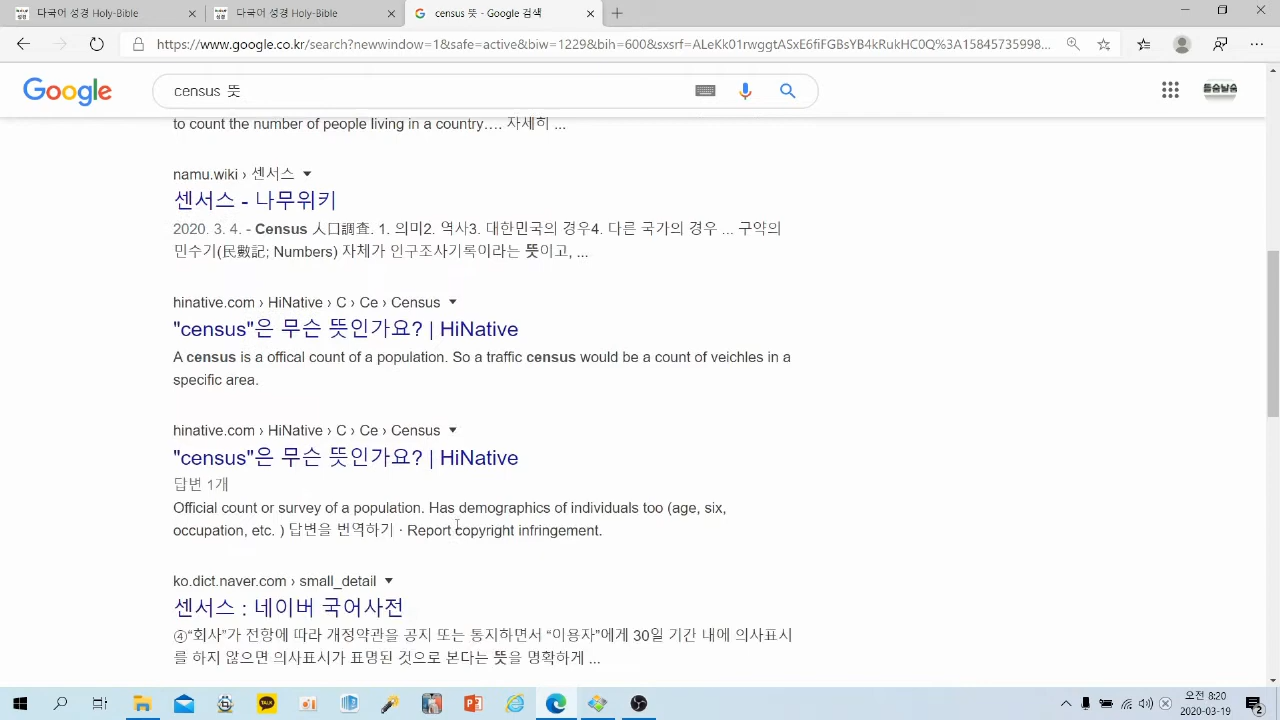 다국어 성경 Holy-Bible
다국어 성경 Holy-Bible
census 뜻 - Google 검색
https://www.google.co.kr/search?newwindow=1&safe=active&biw=1229&bih=600&sxsrf=ALeKk01rwggtASxE6fiFGBsYB4kRukHC0Q%3A15845735998...
Google
census 뜻
들숨날숨
to count the number of people living in a country.... 자세히 ...
namu.wiki › 센서스
센서스 - 나무위키
2020. 3. 4. - Census 人口調査. 1. 의미2. 역사3. 대한민국의 경우4. 다른 국가의 경우 ... 구약의
민수기(民數記; Numbers) 자체가 인구조사기록이라는 뜻이고, ...
hinative.com › HiNative › C › Ce › Census
"census"은 무슨 뜻인가요? | HiNative
A census is a offical count of a population. So a traffic census would be a count of veichles in a
specific area.
hinative.com › HiNative › C › Ce › Census
"census"은 무슨 뜻인가요? | HiNative
답변 1개
Official count or survey of a population. Has demographics of individuals too (age, six,
occupation, etc. ) 답변을 번역하기 · Report copyright infringement.
ko.dict.naver.com › small_detail
센서스 : 네이버 국어사전
④“회사”가 전항에 따라 개정약관을 공지 또는 통지하면서 “이용자”에게 30일 기간 내에 의사표시
를 하지 않으면 의사표시가 표명된 것으로 본다는 뜻을 명확하게 ...
TALK
오전 8:20
2020-03-19
2